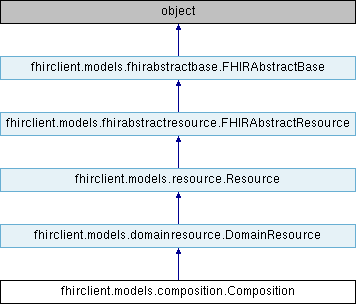 object
fhirclient.models.fhirabstractbase.FHIRAbstractBase
fhirclient.models.fhirabstractresource.FHIRAbstractResource
fhirclient.models.resource.Resource
fhirclient.models.domainresource.DomainResource
fhirclient.models.composition.Composition